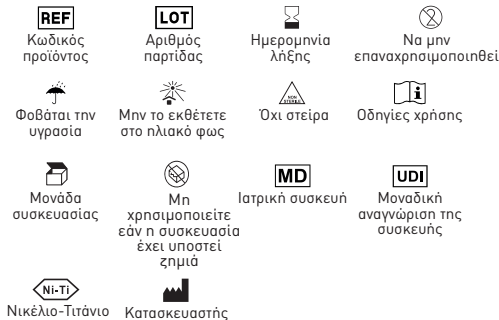 REF
LOT
Κωδικός
προϊόντος
Αριθμός
παρτίδας
Ημερομηνία
λήξης
2
Να μην
επαναχρησιμοποιηθεί
Φοβάται την
υγρασία
Μην το εκθέτετε
στο ηλιακό φως
NON
STERILE
Όχι στείρα
i
Οδηγίες χρήσης
Μονάδα
συσκευασίας
Μη
χρησιμοποιείτε
εάν η συσκευασία
έχει υποστεί
ζημιά
MD
Ιατρική συσκευή
UDI
Μοναδική
αναγνώριση της
συσκευής
Ni-Ti
Νικέλιο-Τιτάνιο
Κατασκευαστής